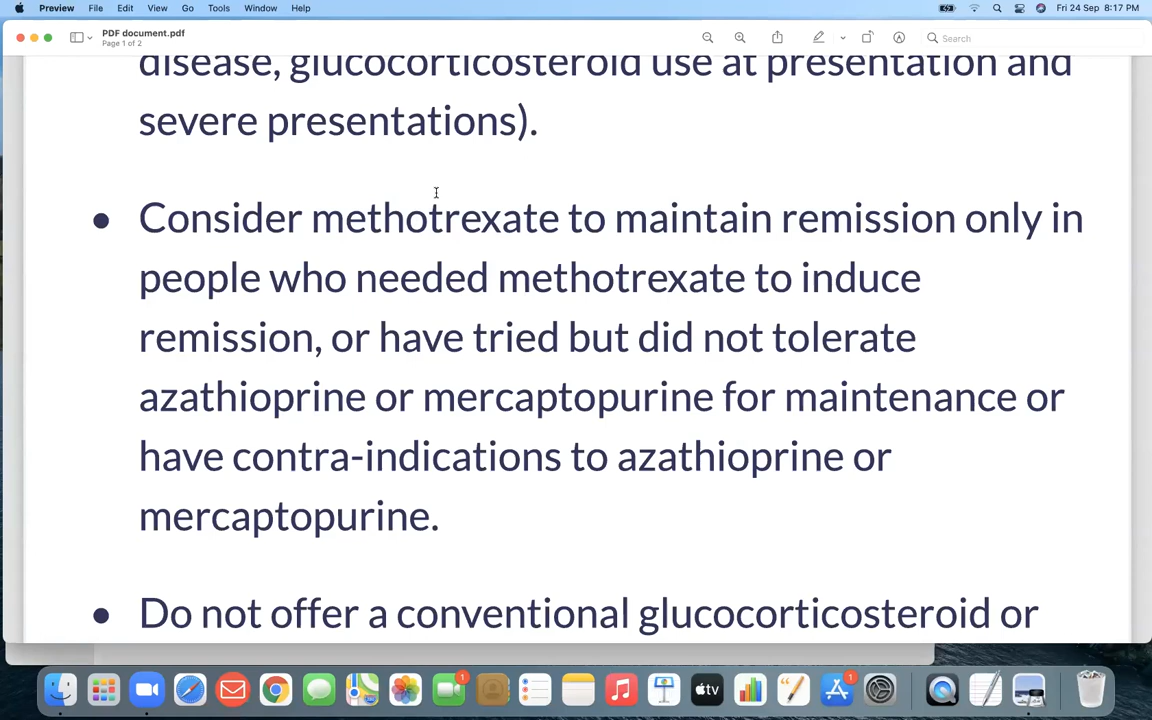 Preview File Edit View Go Tools Window Help Fri 24 Sep 8:17 PM
PDF document.pdf
Page 1 of 2
Search
disease, glucocorticosteroid use at presentation and
severe presentations).
● Consider methotrexate to maintain remission only in
people who needed methotrexate to induce
remission, or have tried but did not tolerate
azathioprine or mercaptopurine for maintenance or
have contra-indications to azathioprine or
mercaptopurine.
● Do not offer a conventional glucocorticosteroid or
1
tv
1